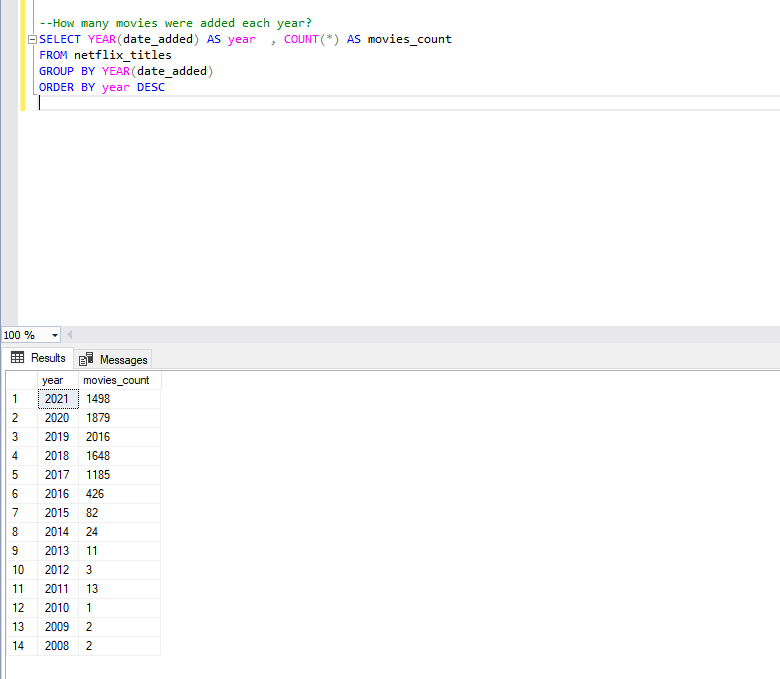 --How many movies were added each year?
SELECT YEAR(date_added) AS year  , COUNT(*) AS movies_count
FROM netflix_titles
GROUP BY YEAR(date_added)
ORDER BY year DESC
100 %
Results Messages
year movies_count
1 2021 1498
2 2020 1879
3 2019 2016
4 2018 1648
5 2017 1185
6 2016 426
7 2015 82
8 2014 24
9 2013 11
10 2012 3
11 2011 13
12 2010 1
13 2009 2
14 2008 2